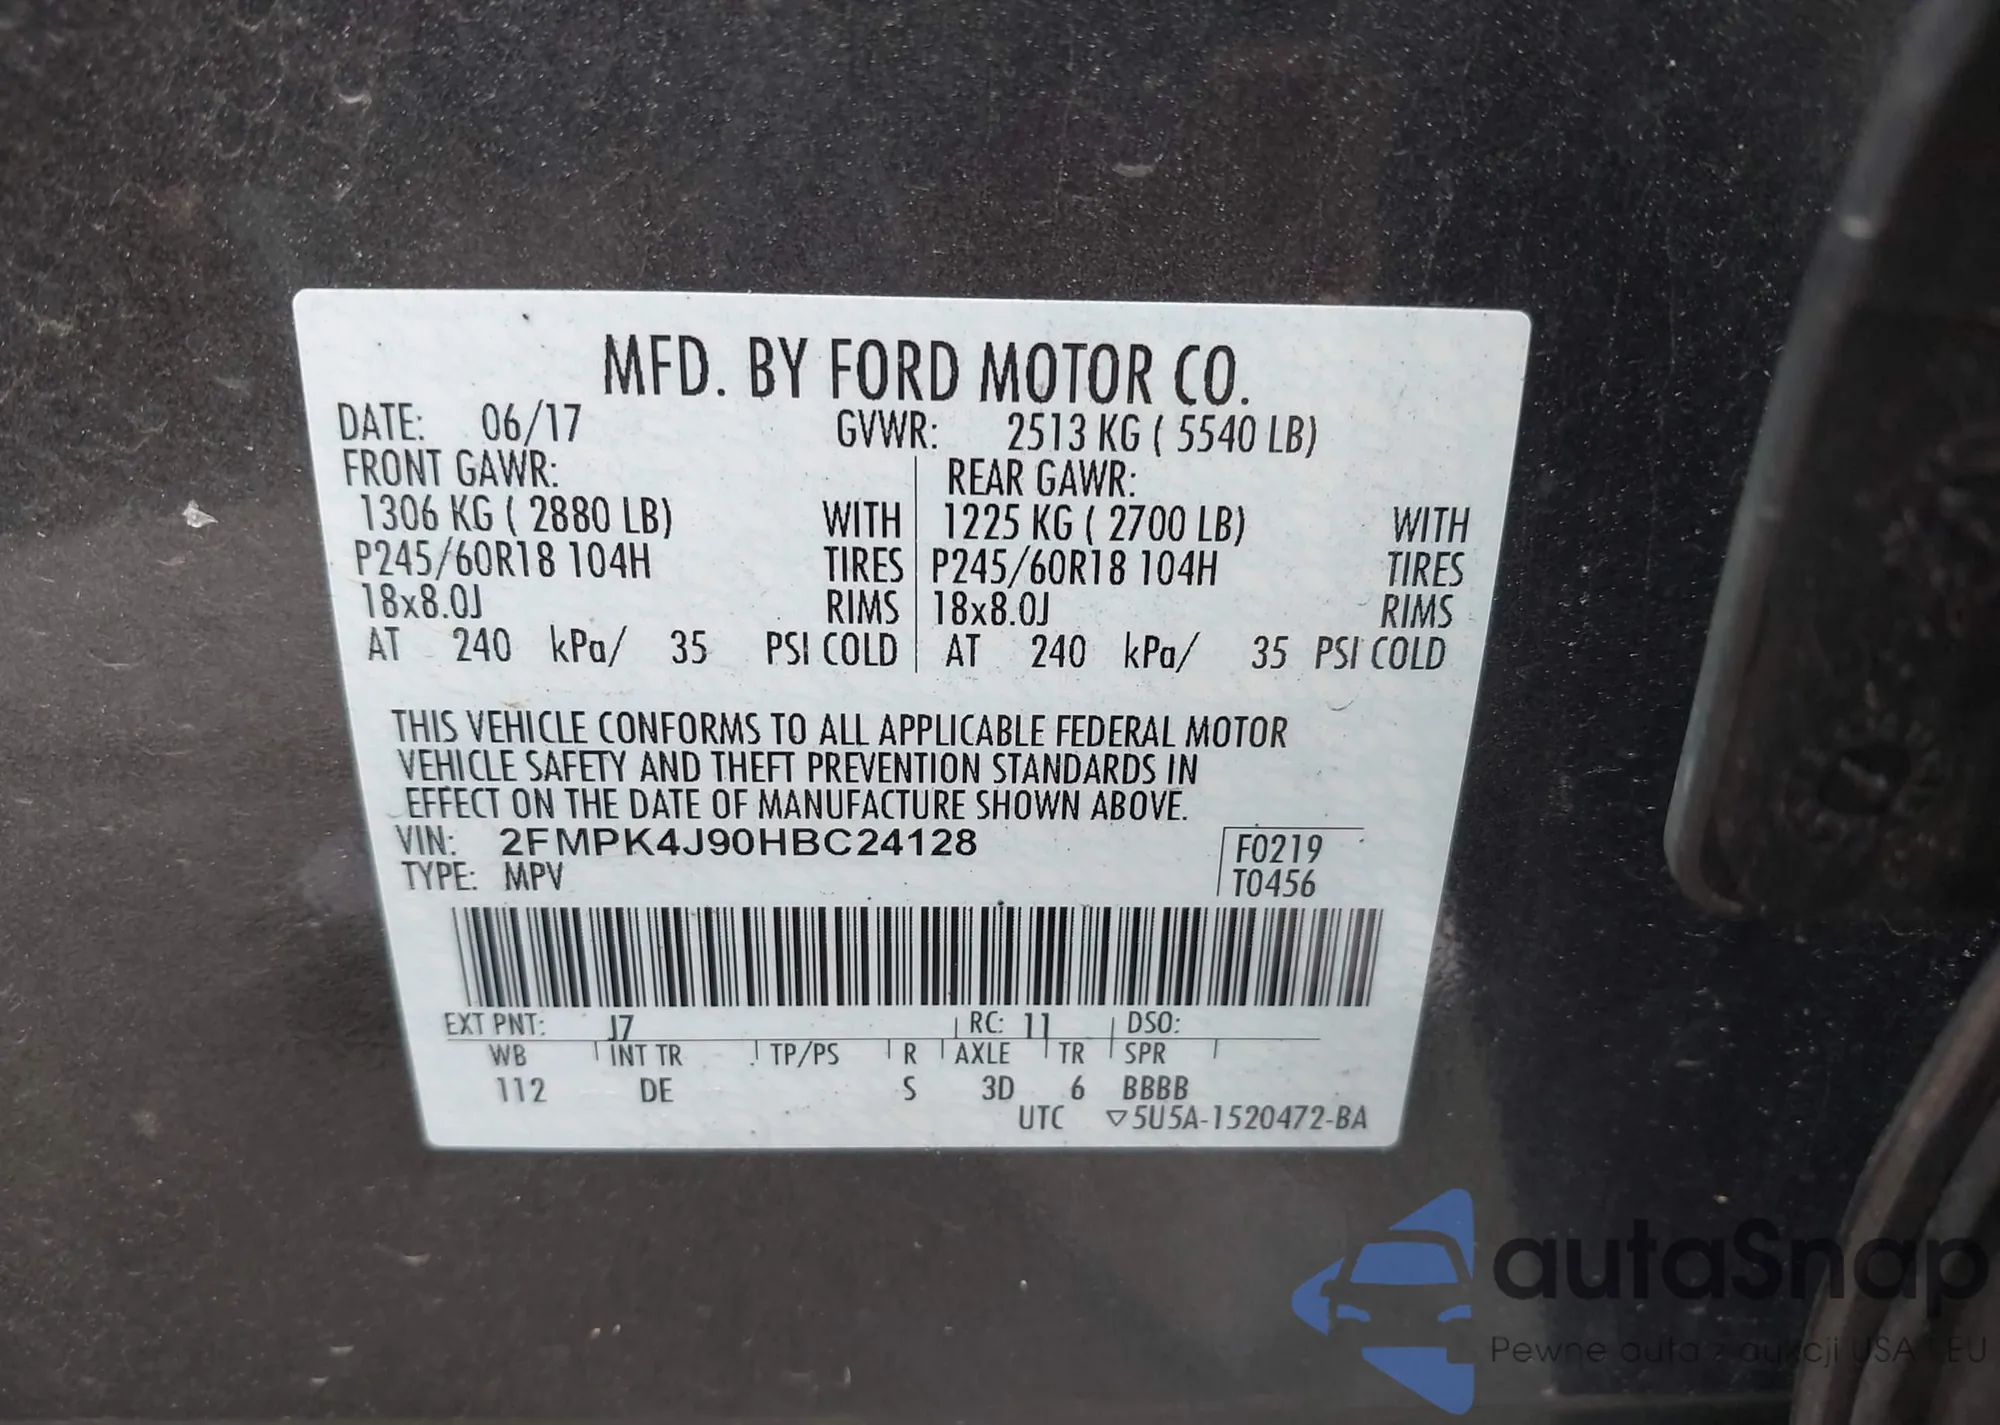 MFD. BY FORD MOTOR CO.
DATE: 06/17 GVWR: 2513 KG ( 5540 LB)
FRONT GAWR: REAR GAWR:
1306 KG ( 2880 LB) WITH 1225 KG ( 2700 LB) WITH
P245/60R18 104H TIRES P245/60R18 104H TIRES
18x8.0J RIMS 18x8.0J RIMS
AT 240 kPa/ 35 PSI COLD AT 240 kPa/ 35 PSI COLD
THIS VEHICLE CONFORMS TO ALL APPLICABLE FEDERAL MOTOR
VEHICLE SAFETY AND THEFT PREVENTION STANDARDS IN
EFFECT ON THE DATE OF MANUFACTURE SHOWN ABOVE.
VIN: 2FMPK4J90HBC24128 F0219
TYPE: MPV T0456
EXT PNT: J7 RC: 11 DSO:
WB INT TR TP/PS R AXLE TR SPR
112 DE S 3D 6 BBBB
UTC ▽5U5A-1520472-BA
autaSnap
Pewne auta z aukcji USA i EU